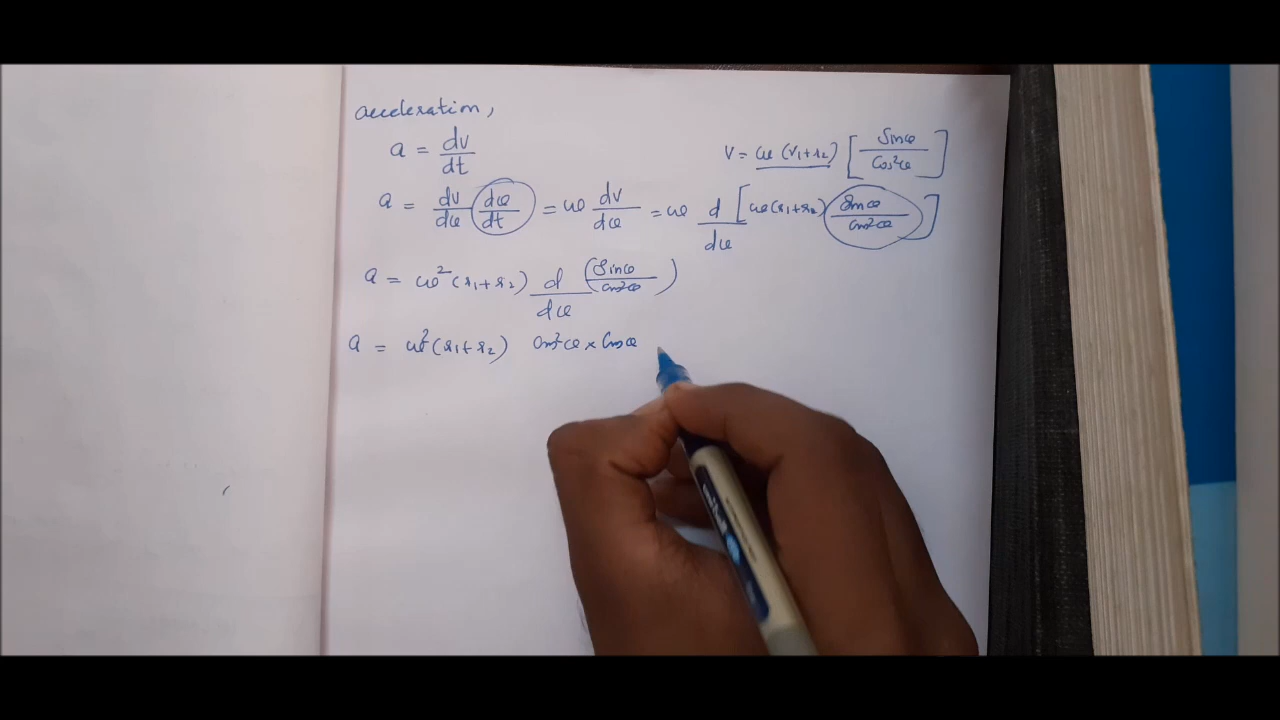 acceleration,
a = dv/dt
V = ω (r₁+r₂) [Sinθ/Cos²θ]
a = dv/dθ dθ/dt = ω dv/dθ = ω d/dθ [ω(r₁+r₂) Sinθ/Cos²θ]
a = ω² (r₁+r₂) d/dθ (Sinθ/Cos²θ)
a = ω² (r₁+r₂) Cos²θ × Cosθ